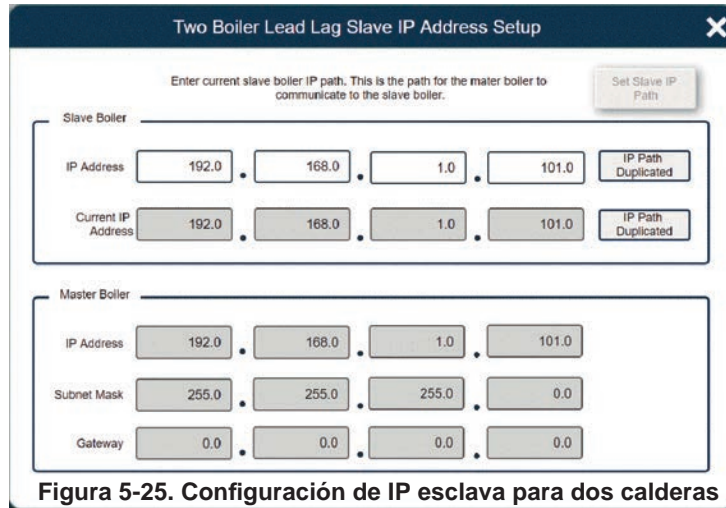 Two Boiler Lead Lag Slave IP Address Setup X
Enter current slave boiler IP path. This is the path for the mater boiler to
communicate to the slave boiler.
Set Slave IP
Path
Slave Boiler
IP Address 192.0 . 168.0 . 1.0 . 101.0 IP Path
Duplicated
Current IP
Address 192.0 . 168.0 . 1.0 . 101.0 IP Path
Duplicated
Master Boiler
IP Address 192.0 . 168.0 . 1.0 . 101.0
Subnet Mask 255.0 . 255.0 . 255.0 . 0.0
Gateway 0.0 . 0.0 . 0.0 . 0.0
Figura 5-25. Configuración de IP esclava para dos calderas